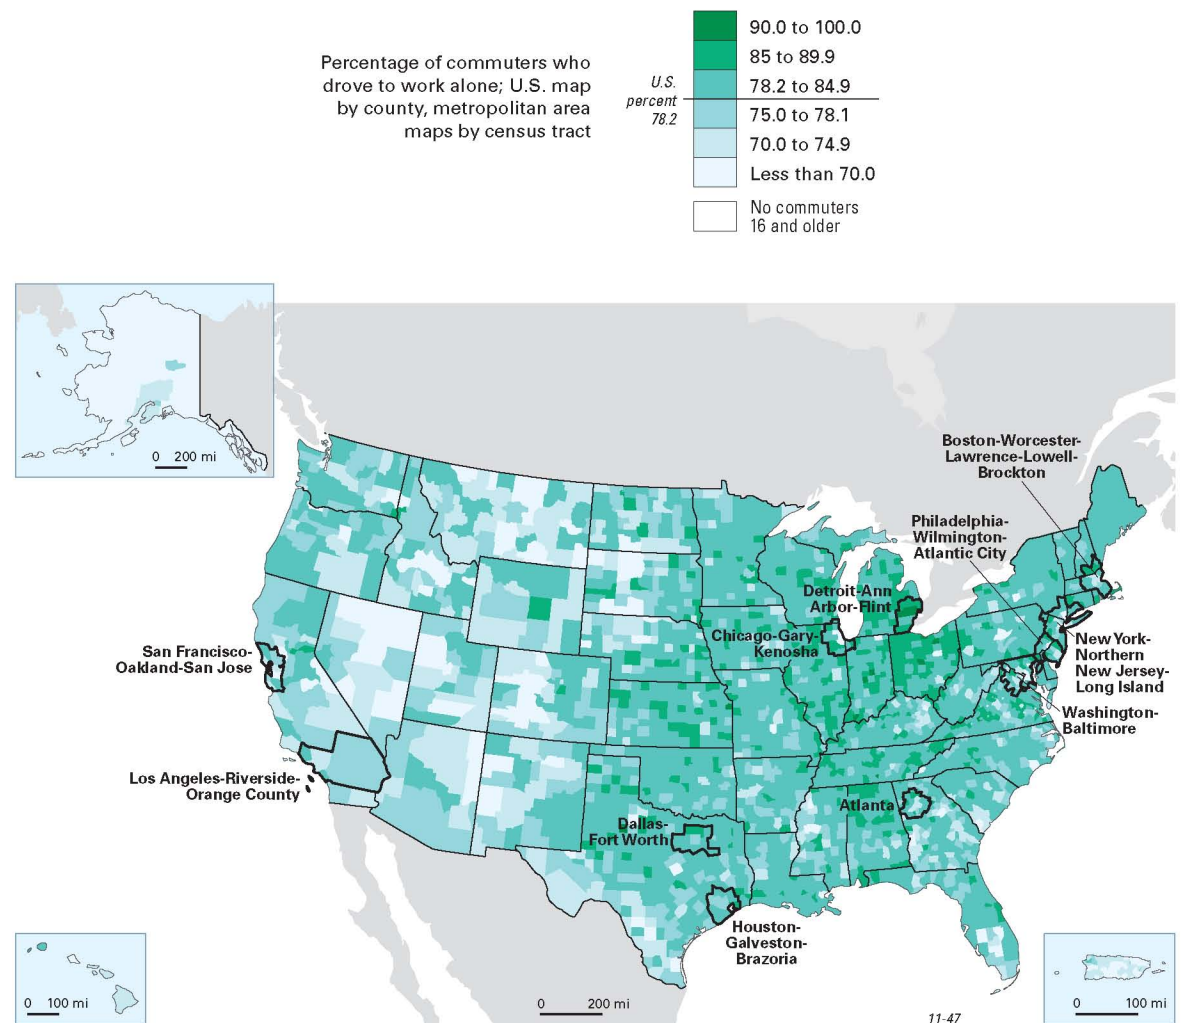 90.0 to 100.0
85 to 89.9
78.2 to 84.9
75.0 to 78.1
70.0 to 74.9
Less than 70.0
No commuters
16 and older
Percentage of commuters who
drove to work alone; U.S. map
by county, metropolitan area
maps by census tract
U.S.
percent
78.2
0 200 mi
Boston-Worcester-
Lawrence-Lowell-
Brockton
Philadelphia-
Wilmington-
Atlantic City
Detroit-Ann
Arbor-Flint
Chicago-Gary-
Kenosha
New York-
Northern
New Jersey-
Long Island
Washington-
Baltimore
San Francisco-
Oakland-San Jose
Los Angeles-Riverside-
Orange County
Atlanta
Dallas-
Fort Worth
Houston-
Galveston-
Brazoria
0 100 mi
0 200 mi
11-47
0 100 mi